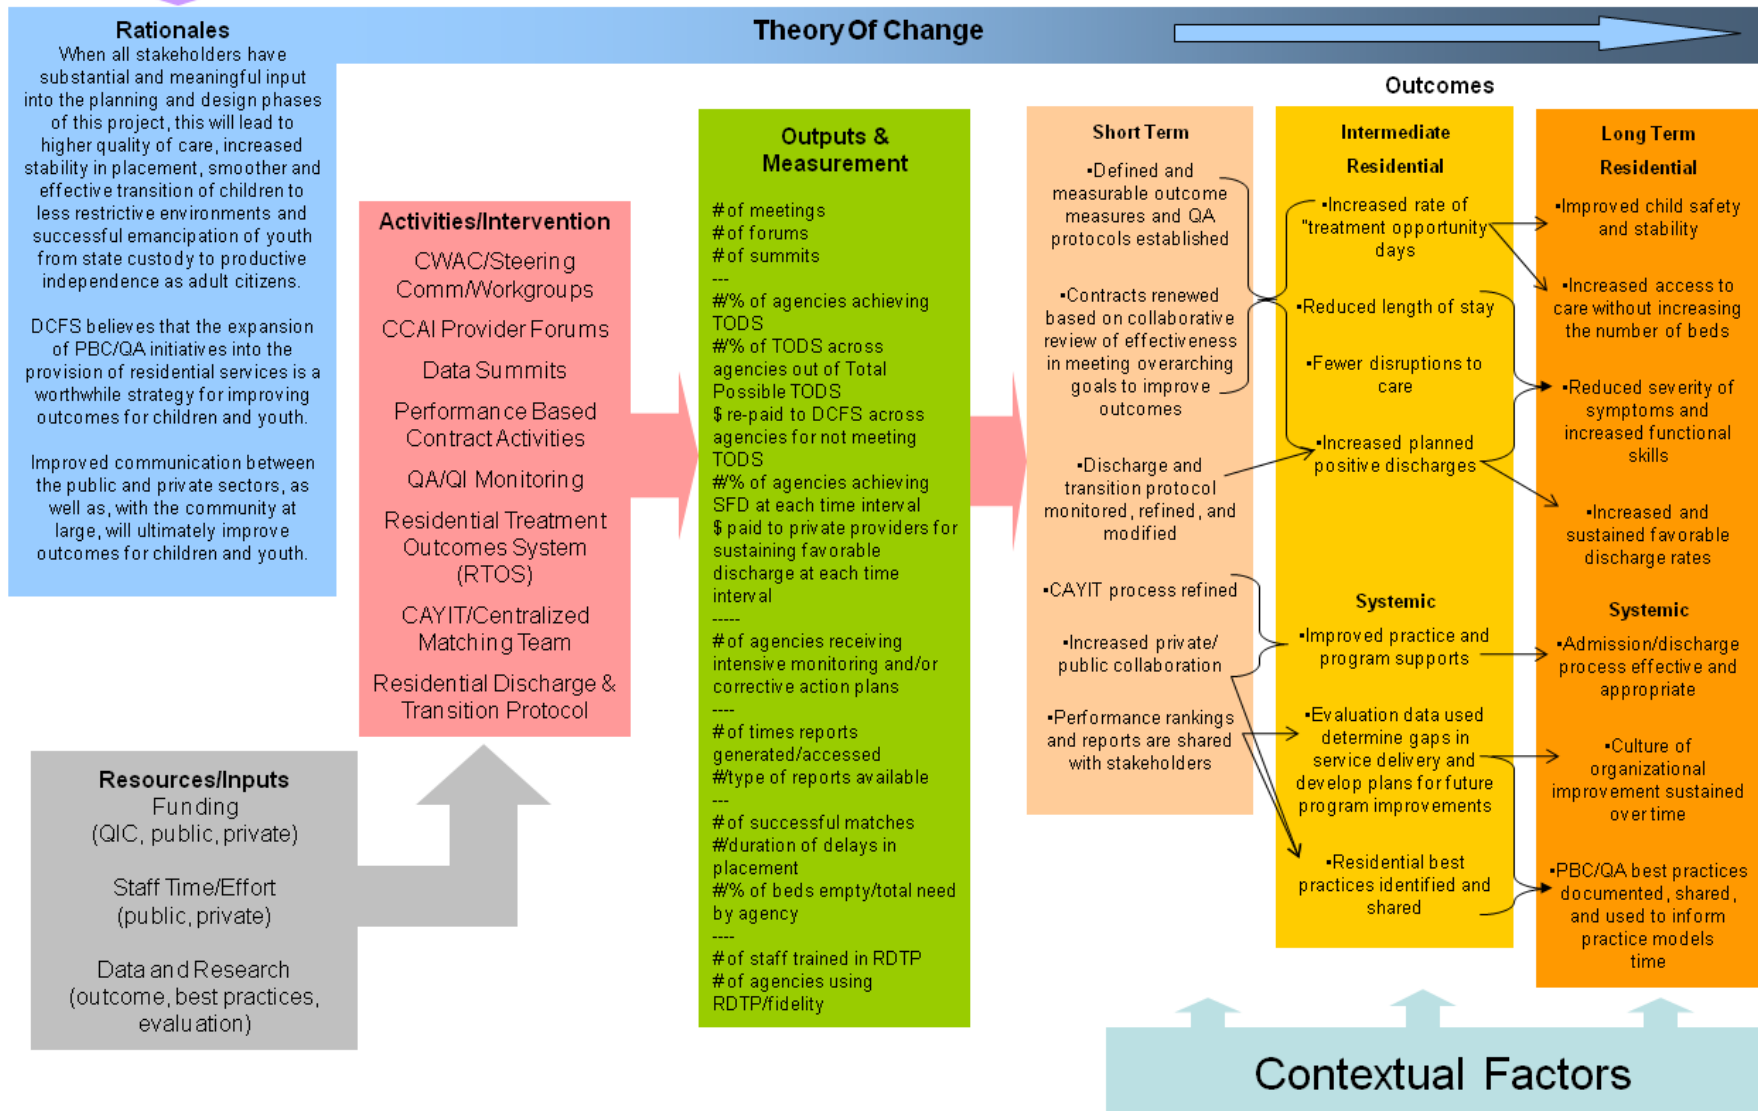 Theory Of Change
Rationales
When all stakeholders have
substantial and meaningful input
into the planning and design phases
of this project, this will lead to
higher quality of care, increased
stability in placement, smoother and
effective transition of children to
less restrictive environments and
successful emancipation of youth
from state custody to productive
independence as adult citizens.
DCFS believes that the expansion
of PBC/QA initiatives into the
provision of residential services is a
worthwhile strategy for improving
outcomes for children and youth.
Improved communication between
the public and private sectors, as
well as, with the community at
large, will ultimately improve
outcomes for children and youth.
Resources/Inputs
Funding
(QIC, public, private)
Staff Time/Effort
(public, private)
Data and Research
(outcome, best practices,
evaluation)
Activities/Intervention
CWAC/Steering
Comm/Workgroups
CCAI Provider Forums
Data Summits
Performance Based
Contract Activities
QA/QI Monitoring
Residential Treatment
Outcomes System
(RTOS)
CAYIT/Centralized
Matching Team
Residential Discharge &
Transition Protocol
Outputs &
Measurement
# of meetings
# of forums
# of summits
---
#/% of agencies achieving
TODS
#/% of TODS across
agencies out of Total
Possible TODS
$ re-paid to DCFS across
agencies for not meeting
TODS
#/% of agencies achieving
SFD at each time interval
$ paid to private providers for
sustaining favorable
discharge at each time
interval
-----
# of agencies receiving
intensive monitoring and/or
corrective action plans
----
# of times reports
generated/accessed
#/type of reports available
---
# of successful matches
#/duration of delays in
placement
#/% of beds empty/total need
by agency
----
# of staff trained in RDTP
# of agencies using
RDTP/fidelity
Outcomes
Short Term
▪Defined and
measurable outcome
measures and QA
protocols established
▪Contracts renewed
based on collaborative
review of effectiveness
in meeting overarching
goals to improve
outcomes
▪Discharge and
transition protocol
monitored, refined, and
modified
▪CAYIT process refined
▪Increased private/
public collaboration
▪Performance rankings
and reports are shared
with stakeholders
Intermediate
Residential
▪Increased rate of
"treatment opportunity
days
▪Reduced length of stay
▪Fewer disruptions to
care
▪Increased planned
positive discharges
Systemic
▪Improved practice and
program supports
▪Evaluation data used
determine gaps in
service delivery and
develop plans for future
program improvements
▪Residential best
practices identified and
shared
Long Term
Residential
▪Improved child safety
and stability
▪Increased access to
care without increasing
the number of beds
▪Reduced severity of
symptoms and
increased functional
skills
▪Increased and
sustained favorable
discharge rates
Systemic
▪Admission/discharge
process effective and
appropriate
▪Culture of
organizational
improvement sustained
over time
▪PBC/QA best practices
documented, shared,
and used to inform
practice models
time
Contextual Factors